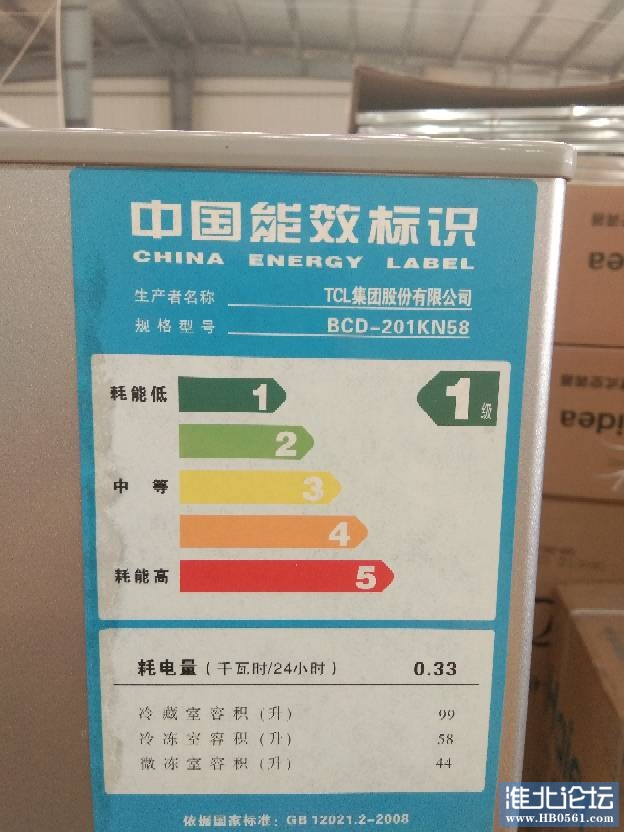 中国能效标识
CHINA ENERGY LABEL
生产者名称 TCL集团股份有限公司
规格型号 BCD-201KN58
耗能低 1 1级
2
中 等 3
4
耗能高 5
耗电量(千瓦时/24小时) 0.33
冷藏室容积(升) 99
冷冻室容积(升) 58
微冻室容积(升) 44
依据国家标准: GB 12021.2-2008
idea
淮北论坛
www.HB0561.com